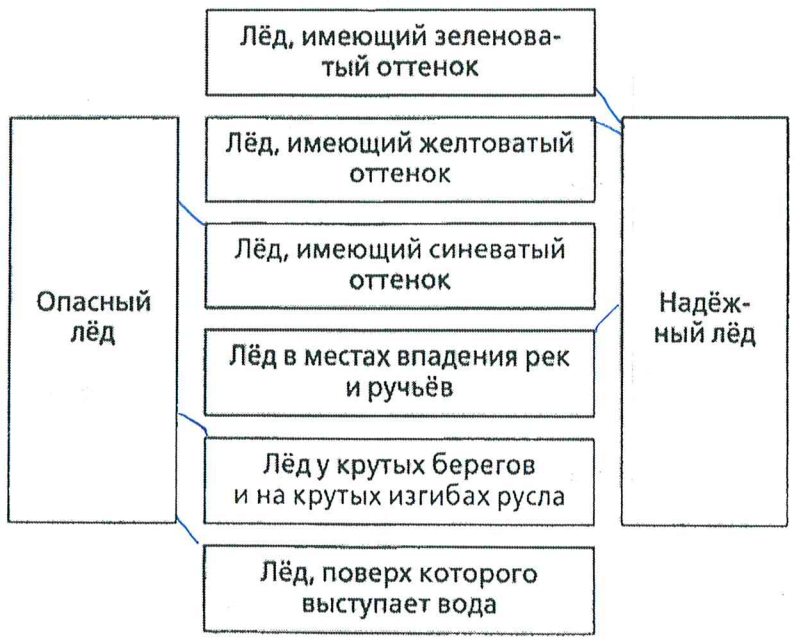 Лёд, имеющий зеленова-
тый оттенок
Лёд, имеющий желтоватый
оттенок
Лёд, имеющий синеватый
оттенок
Опасный
лёд
Надёж-
ный лёд
Лёд в местах впадения рек
и ручьёв
Лёд у крутых берегов
и на крутых изгибах русла
Лёд, поверх которого
выступает вода